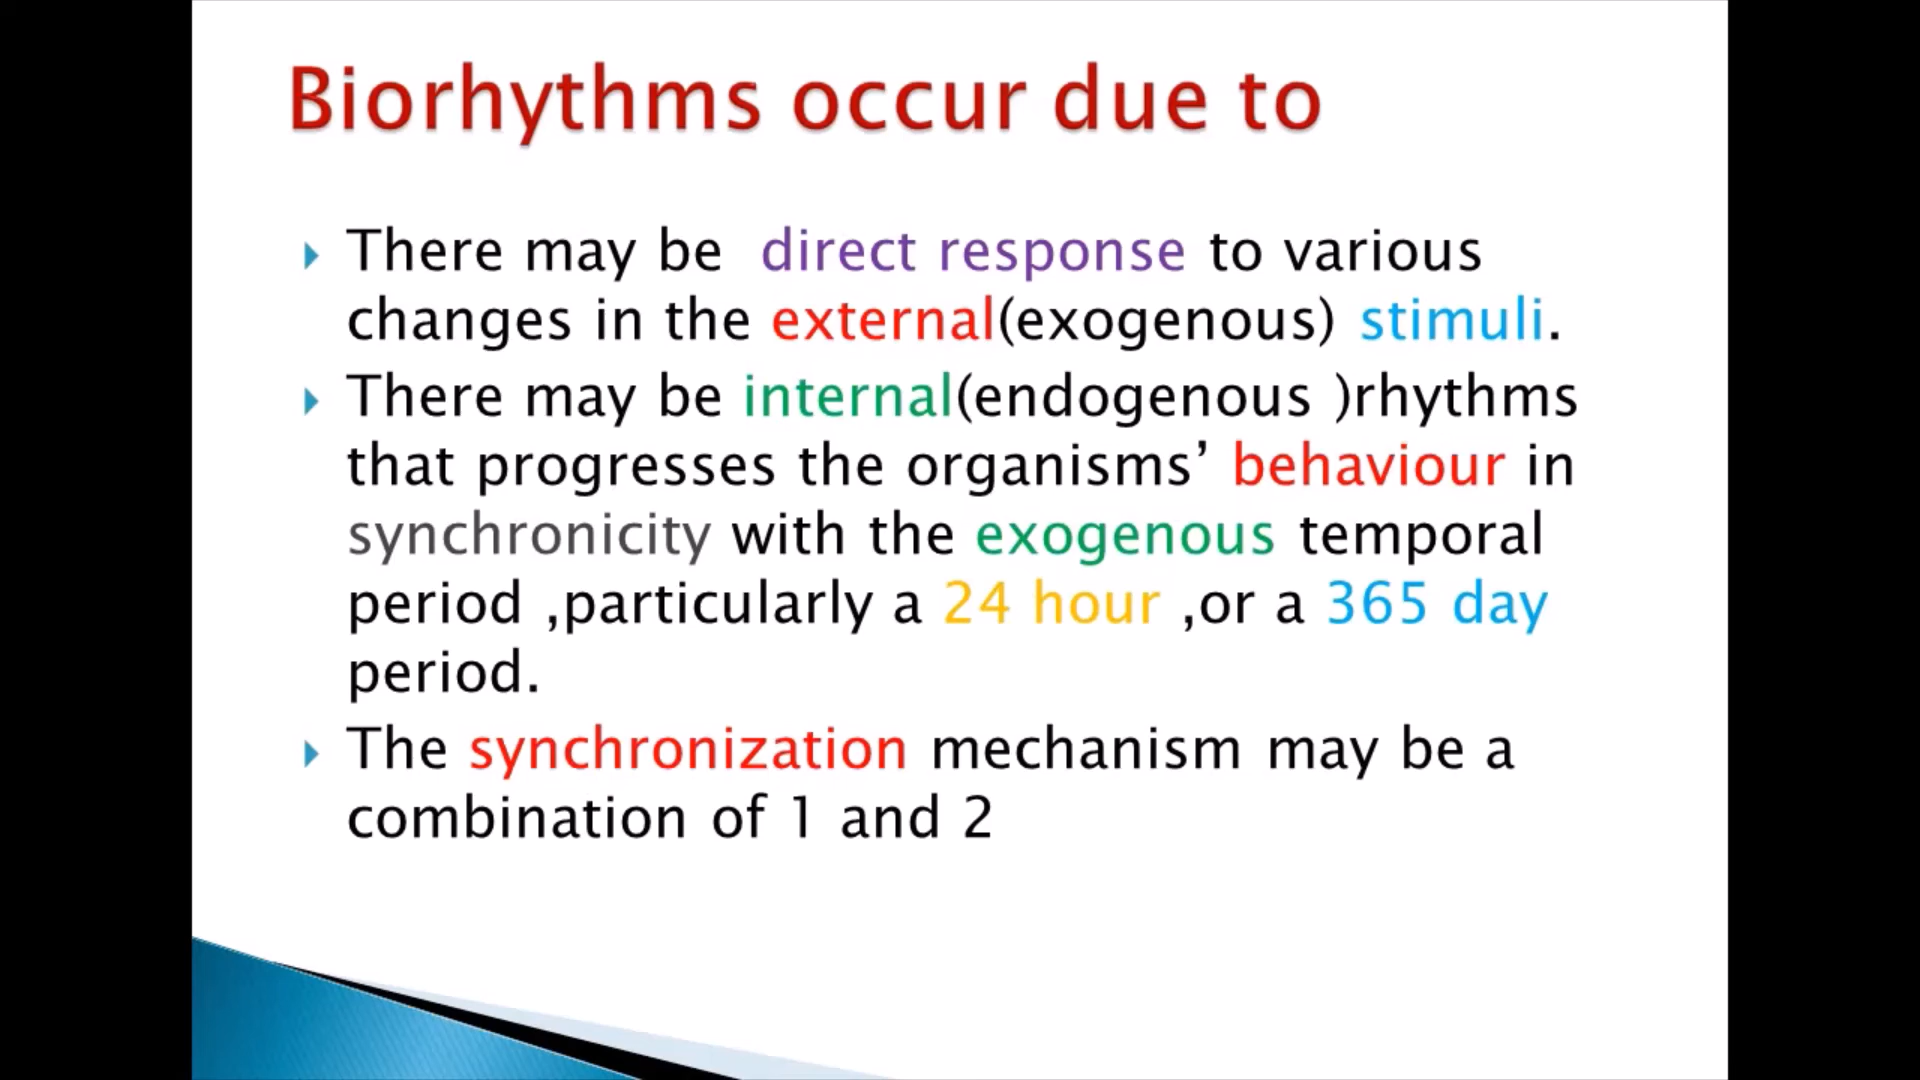 Biorhythms occur due to
There may be  direct response to various
changes in the external(exogenous) stimuli.
There may be internal(endogenous )rhythms
that progresses the organisms’ behaviour in
synchronicity with the exogenous temporal
period ,particularly a 24 hour ,or a 365 day
period.
The synchronization mechanism may be a
combination of 1 and 2